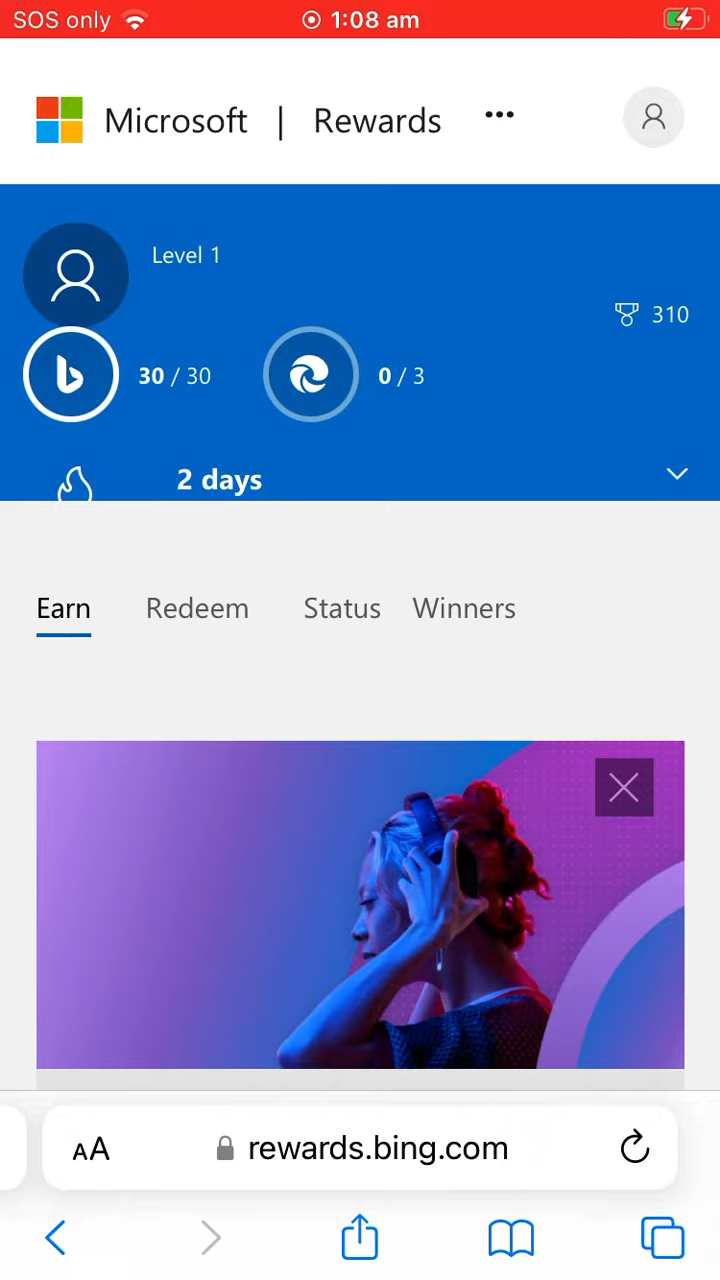 SOS only 1:08 am
Microsoft | Rewards ...
Level 1
310
30 / 30 0 / 3
2 days
Earn Redeem Status Winners
AA rewards.bing.com